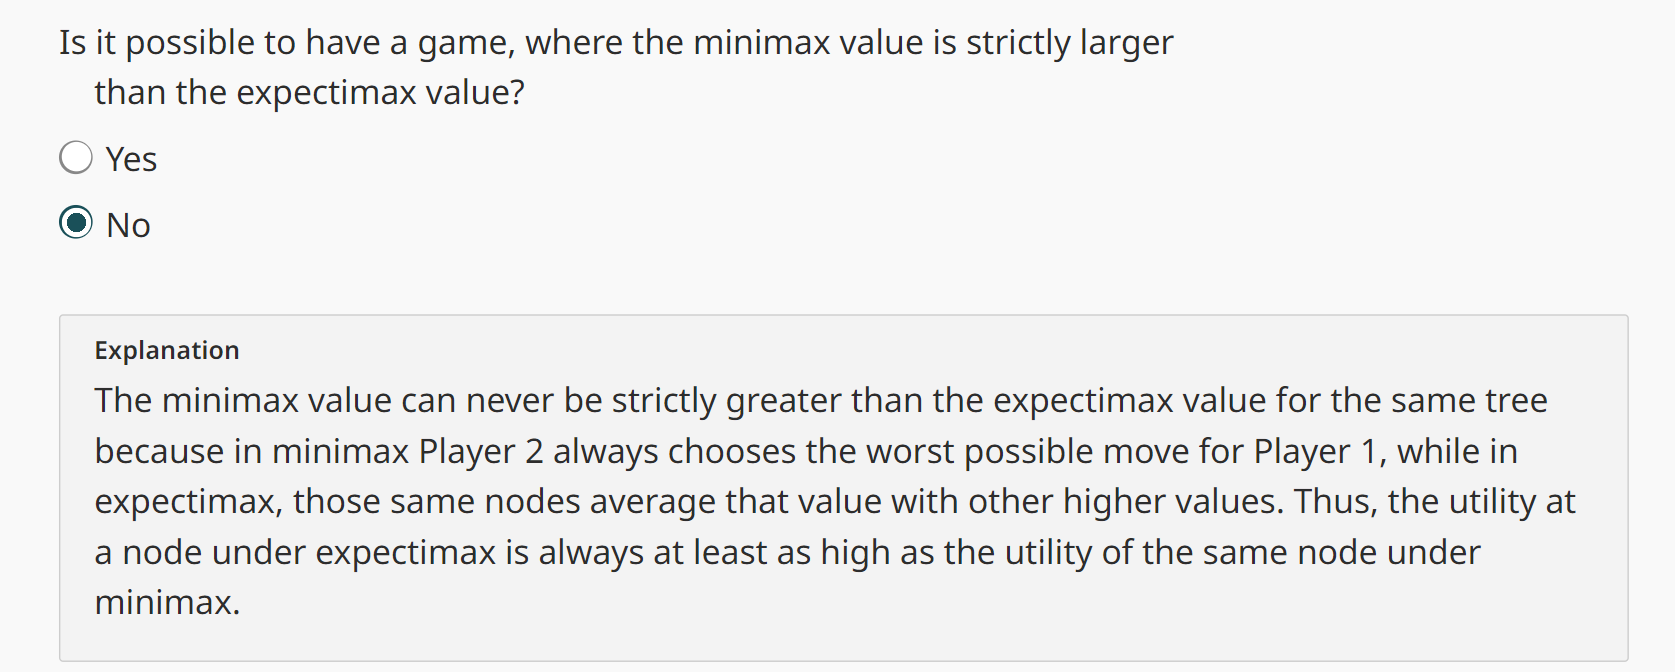 Is it possible to have a game, where the minimax value is strictly larger
than the expectimax value?
Yes
No
Explanation
The minimax value can never be strictly greater than the expectimax value for the same tree
because in minimax Player 2 always chooses the worst possible move for Player 1, while in
expectimax, those same nodes average that value with other higher values. Thus, the utility at
a node under expectimax is always at least as high as the utility of the same node under
minimax.